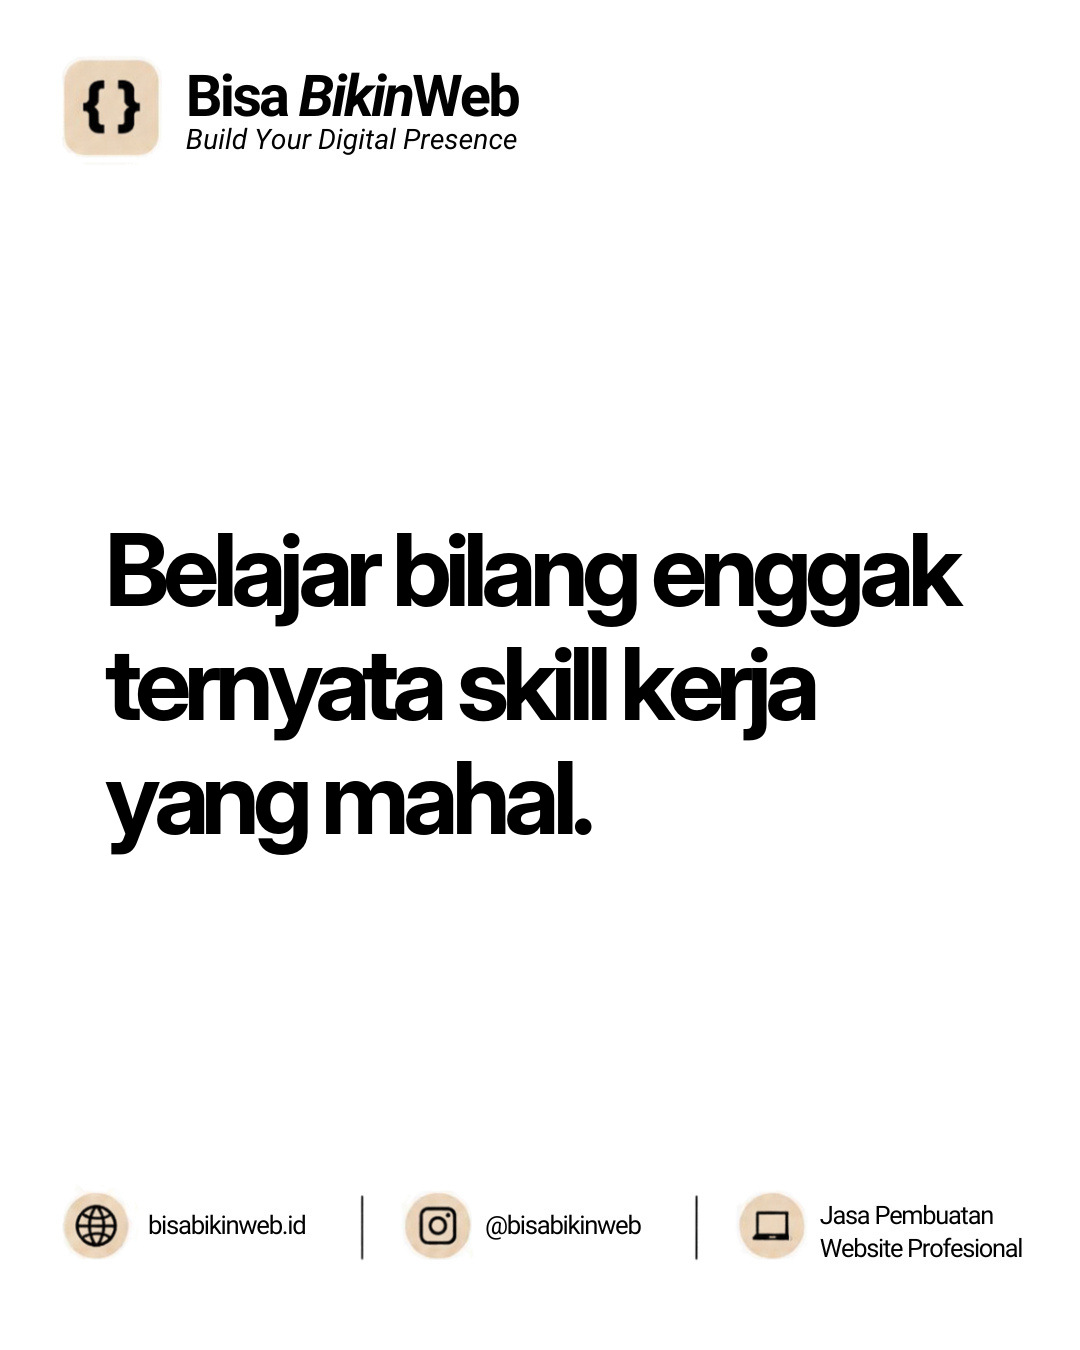 { }
Bisa BikinWeb
Build Your Digital Presence
Belajar bilang enggak
ternyata skill kerja
yang mahal.
bisabikinweb.id
@bisabikinweb
Jasa Pembuatan
Website Profesional